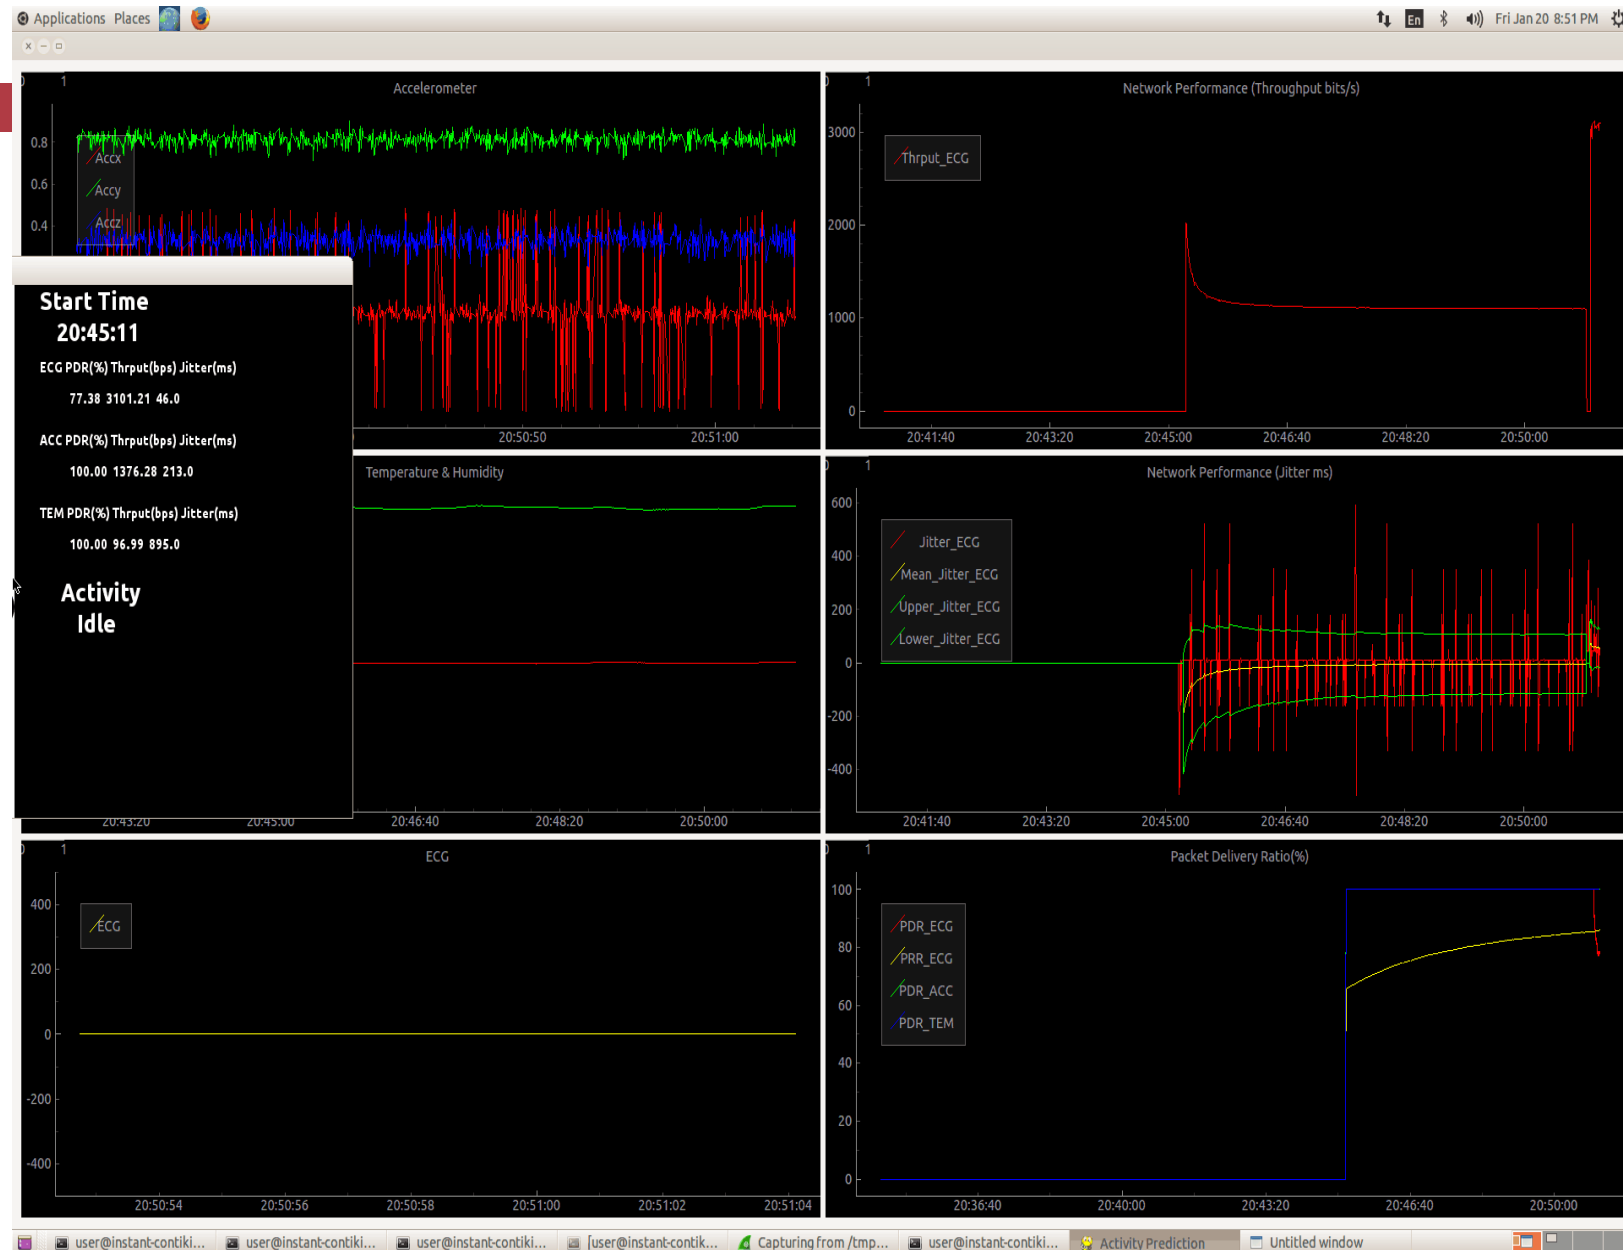 Applications Places En Fri Jan 20 8:51 PM
Accelerometer
1
0.8
0.6
0.4
Accx
Accy
Accz
20:50:50 20:51:00
Network Performance (Throughput bits/s)
1
3000
2000
1000
0
Thrput_ECG
20:41:40 20:43:20 20:45:00 20:46:40 20:48:20 20:50:00
Start Time
20:45:11
ECG PDR(%) Thrput(bps) Jitter(ms)
77.38 3101.21 46.0
ACC PDR(%) Thrput(bps) Jitter(ms)
100.00 1376.28 213.0
TEM PDR(%) Thrput(bps) Jitter(ms)
100.00 96.99 895.0
Activity
Idle
Temperature & Humidity
20:43:20 20:45:00 20:46:40 20:48:20 20:50:00
Network Performance (Jitter ms)
1
600
400
200
0
-200
-400
Jitter_ECG
Mean_Jitter_ECG
Upper_Jitter_ECG
Lower_Jitter_ECG
20:41:40 20:43:20 20:45:00 20:46:40 20:48:20 20:50:00
ECG
1
400
200
0
-200
-400
ECG
20:50:54 20:50:56 20:50:58 20:51:00 20:51:02 20:51:04
Packet Delivery Ratio(%)
1
100
80
60
40
20
0
PDR_ECG
PRR_ECG
PDR_ACC
PDR_TEM
20:36:40 20:40:00 20:43:20 20:46:40 20:50:00
user@instant-contiki... user@instant-contiki... user@instant-contiki... [user@instant-contik... Capturing from /tmp... user@instant-contiki... Activity Prediction Untitled window